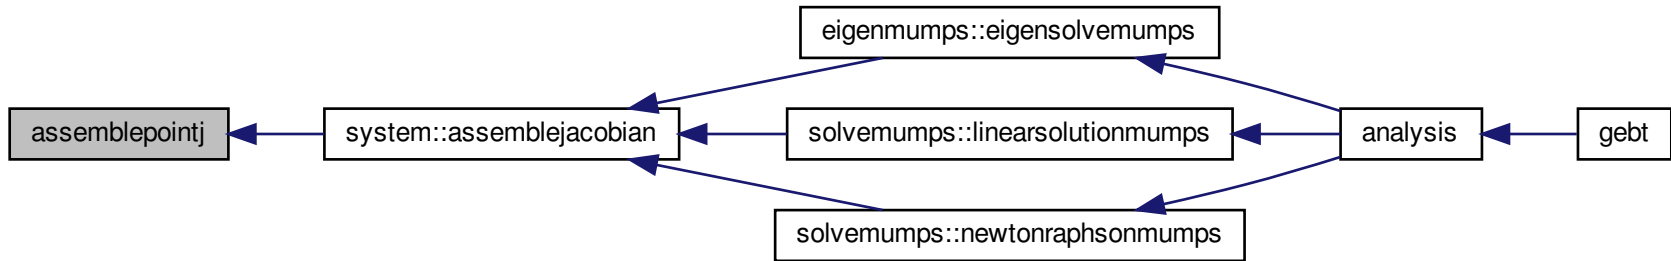 assemblepointj
system::assemblejacobian
eigenmumps::eigensolvemumps
solvemumps::linearsolutionmumps
solvemumps::newtonraphsonmumps
analysis
gebt